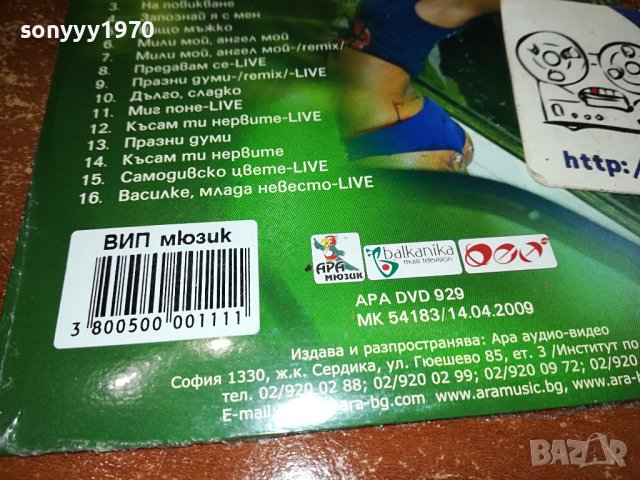 sonyyy1970
3. На повикване
4. Запознай я с мен
мъжко
6. Мили мой, ангел мой
7. Мили мой, ангел мой-/remix/
8. Предавам се-LIVE
9. Празни думи-/remix/-LIVE
10. Дълго, сладко
11. Миг поне-LIVE
12. Късам ти нервите-LIVE
13. Празни думи
14. Късам ти нервите
15. Самодивско цвете-LIVE
16. Василке, млада невесто-LIVE
http:/
ВИП мюзик
3 800500 001111
АРА МЮЗИК
balkanika
music television
АРА DVD 929
МК 54183/14.04.2009
Издава и разпространява: Ара аудио-видео
София 1330, ж.к. Сердика, ул. Гюешево 85, ет. 3 /Институт по
тел. 02/920 02 88; 02/920 02 99; 02/920 09 72; 02/920
E-mail: ara-bg.com, www.aramusic.bg, www.ara-
BAZAR